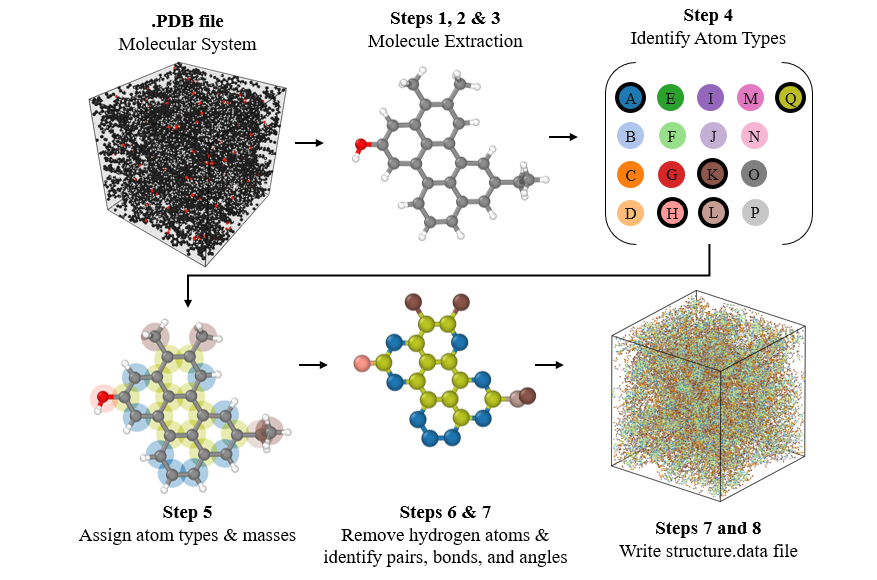 .PDB file
Molecular System
Steps 1, 2 & 3
Molecule Extraction
Step 4
Identify Atom Types
A E I M Q
B F J N
C G K O
D H L P
Step 5
Assign atom types & masses
Steps 6 & 7
Remove hydrogen atoms &
identify pairs, bonds, and angles
Steps 7 and 8
Write structure.data file